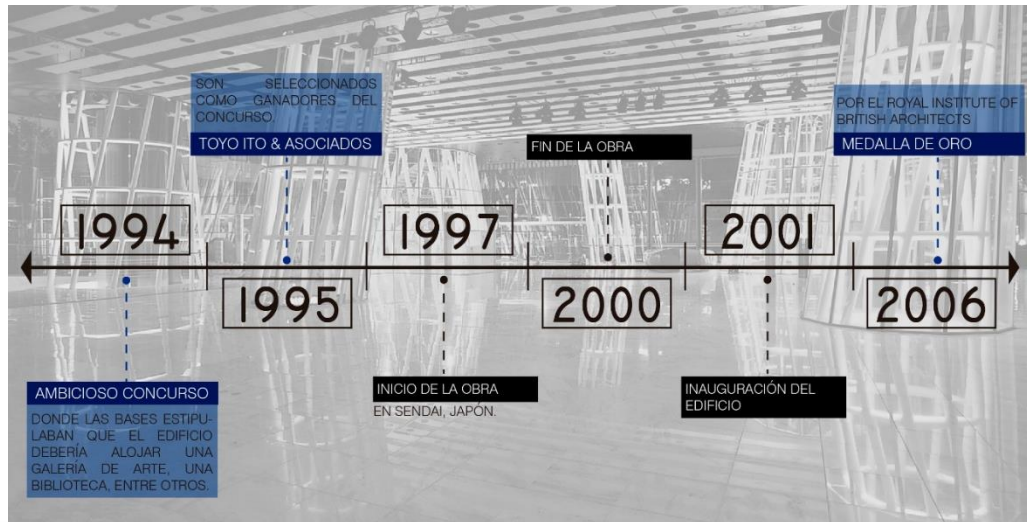 SON SELECCIONADOS
COMO GANADORES DEL
CONCURSO.
TOYO ITO & ASOCIADOS
FIN DE LA OBRA
POR EL ROYAL INSTITUTE OF
BRITISH ARCHITECTS
MEDALLA DE ORO
1994
1997
2001
1995
2000
2006
AMBICIOSO CONCURSO
DONDE LAS BASES ESTIPU-
LABAN QUE EL EDIFICIO
DEBERÍA ALOJAR UNA
GALERÍA DE ARTE, UNA
BIBLIOTECA, ENTRE OTROS.
INICIO DE LA OBRA
EN SENDAI, JAPÓN.
INAUGURACIÓN DEL
EDIFICIO